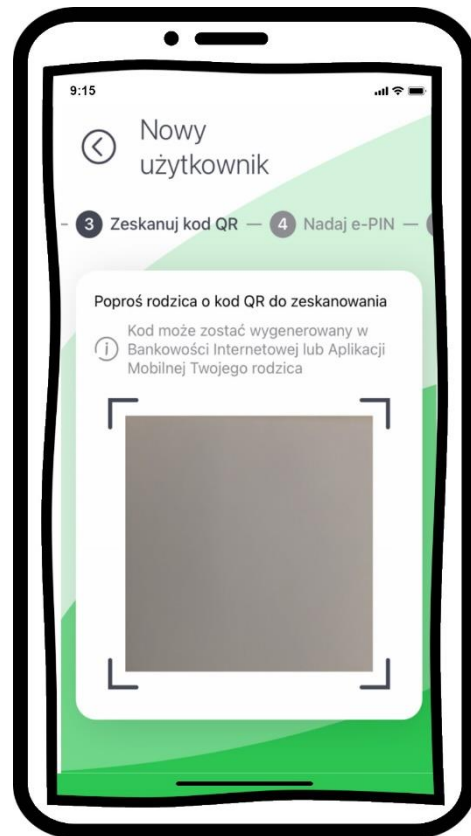 9:15
Nowy
użytkownik
3 Zeskanuj kod QR — 4 Nadaj e-PIN —
Poproś rodzica o kod QR do zeskanowania
Kod może zostać wygenerowany w
Bankowości Internetowej lub Aplikacji
Mobilnej Twojego rodzica